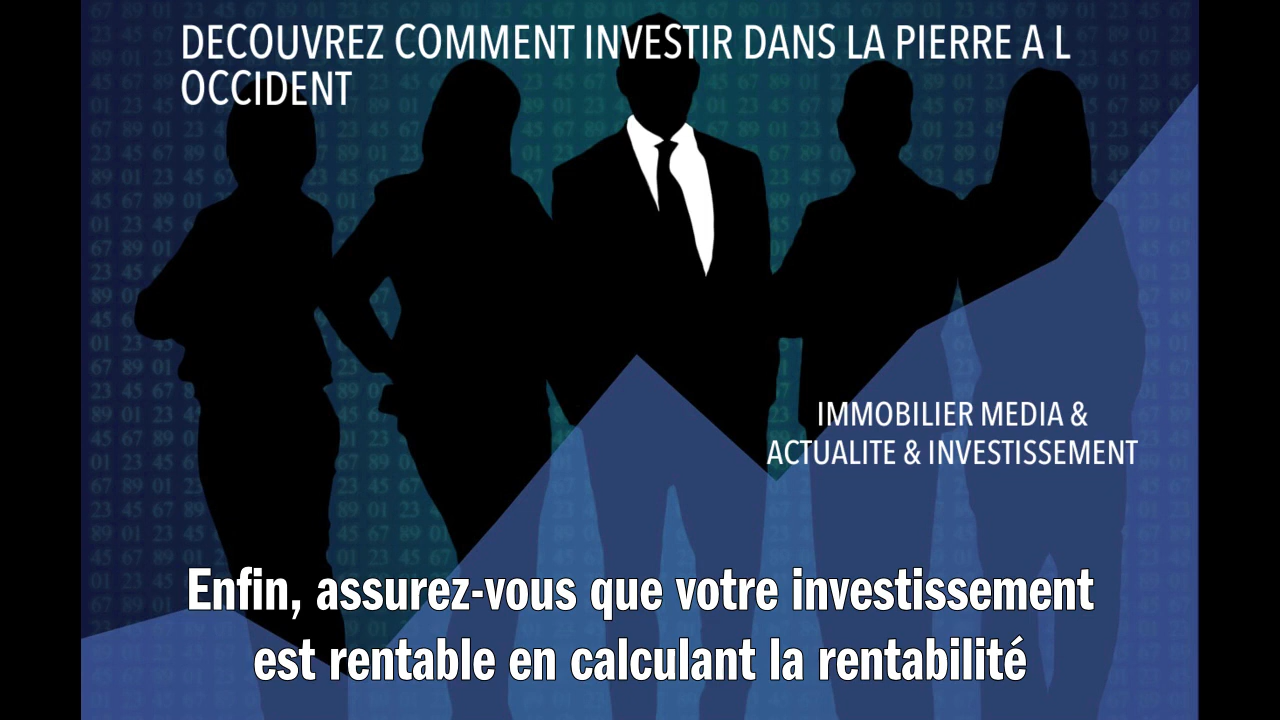 DECOUVREZ COMMENT INVESTIR DANS LA PIERRE A L
OCCIDENT
IMMOBILIER MEDIA &
ACTUALITE & INVESTISSEMENT
Enfin, assurez-vous que votre investissement
est rentable en calculant la rentabilité